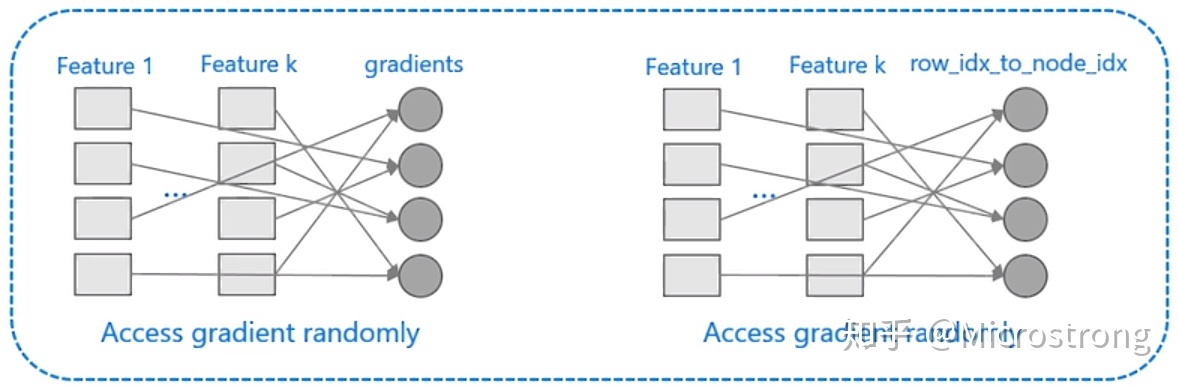 Feature 1 Feature k gradients
Feature 1 Feature k row_idx_to_node_idx
...
...
Access gradient randomly
Access gradient randomly
知乎 @Microstrong